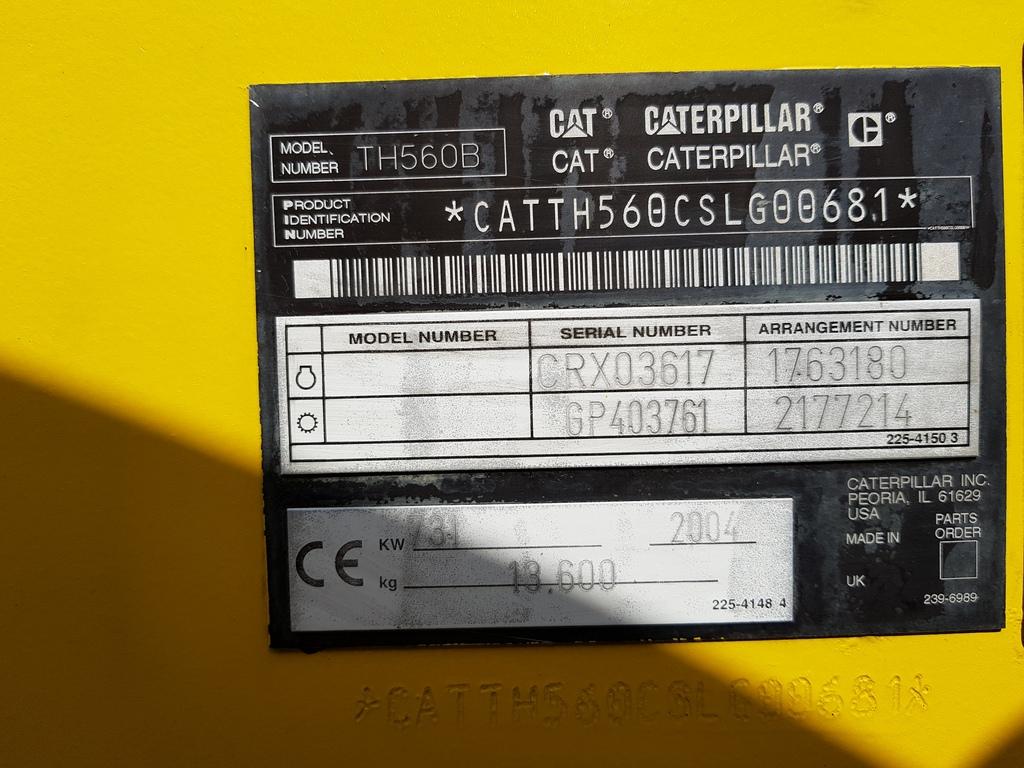 CAT® CATERPILLAR® ®
MODEL NUMBER TH560B
CAT® CATERPILLAR®
PRODUCT IDENTIFICATION NUMBER *CATTH560CSLG00681*
MODEL NUMBER SERIAL NUMBER ARRANGEMENT NUMBER
CRX03617 1763180
GP403761 2177214
225-4150 3
CATERPILLAR INC.
PEORIA, IL 61629
USA
MADE IN
UK
PARTS ORDER
239-6989
CE KW 2004
kg
225-4148 4
*CATTH560CSLG00681*